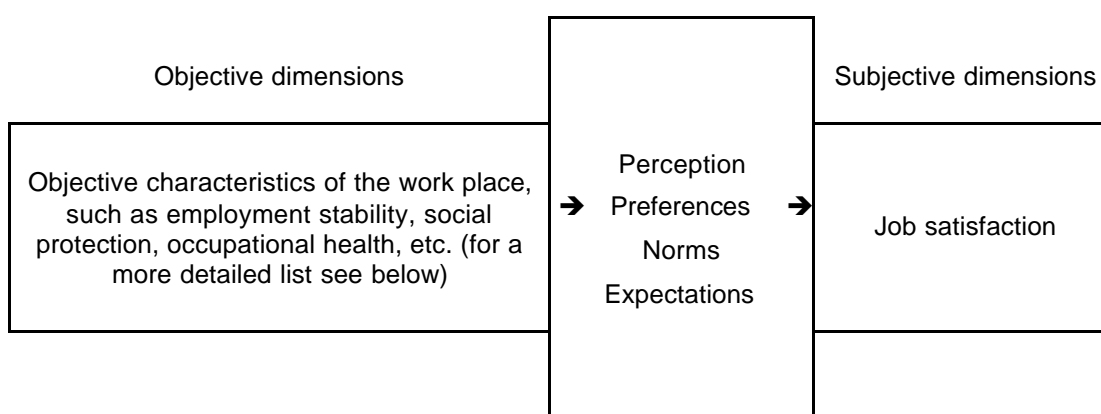 Objective dimensions
Subjective dimensions
Objective characteristics of the work place,
such as employment stability, social
protection, occupational health, etc. (for a
more detailed list see below)
➔
Perception
Preferences
Norms
Expectations
➔
Job satisfaction